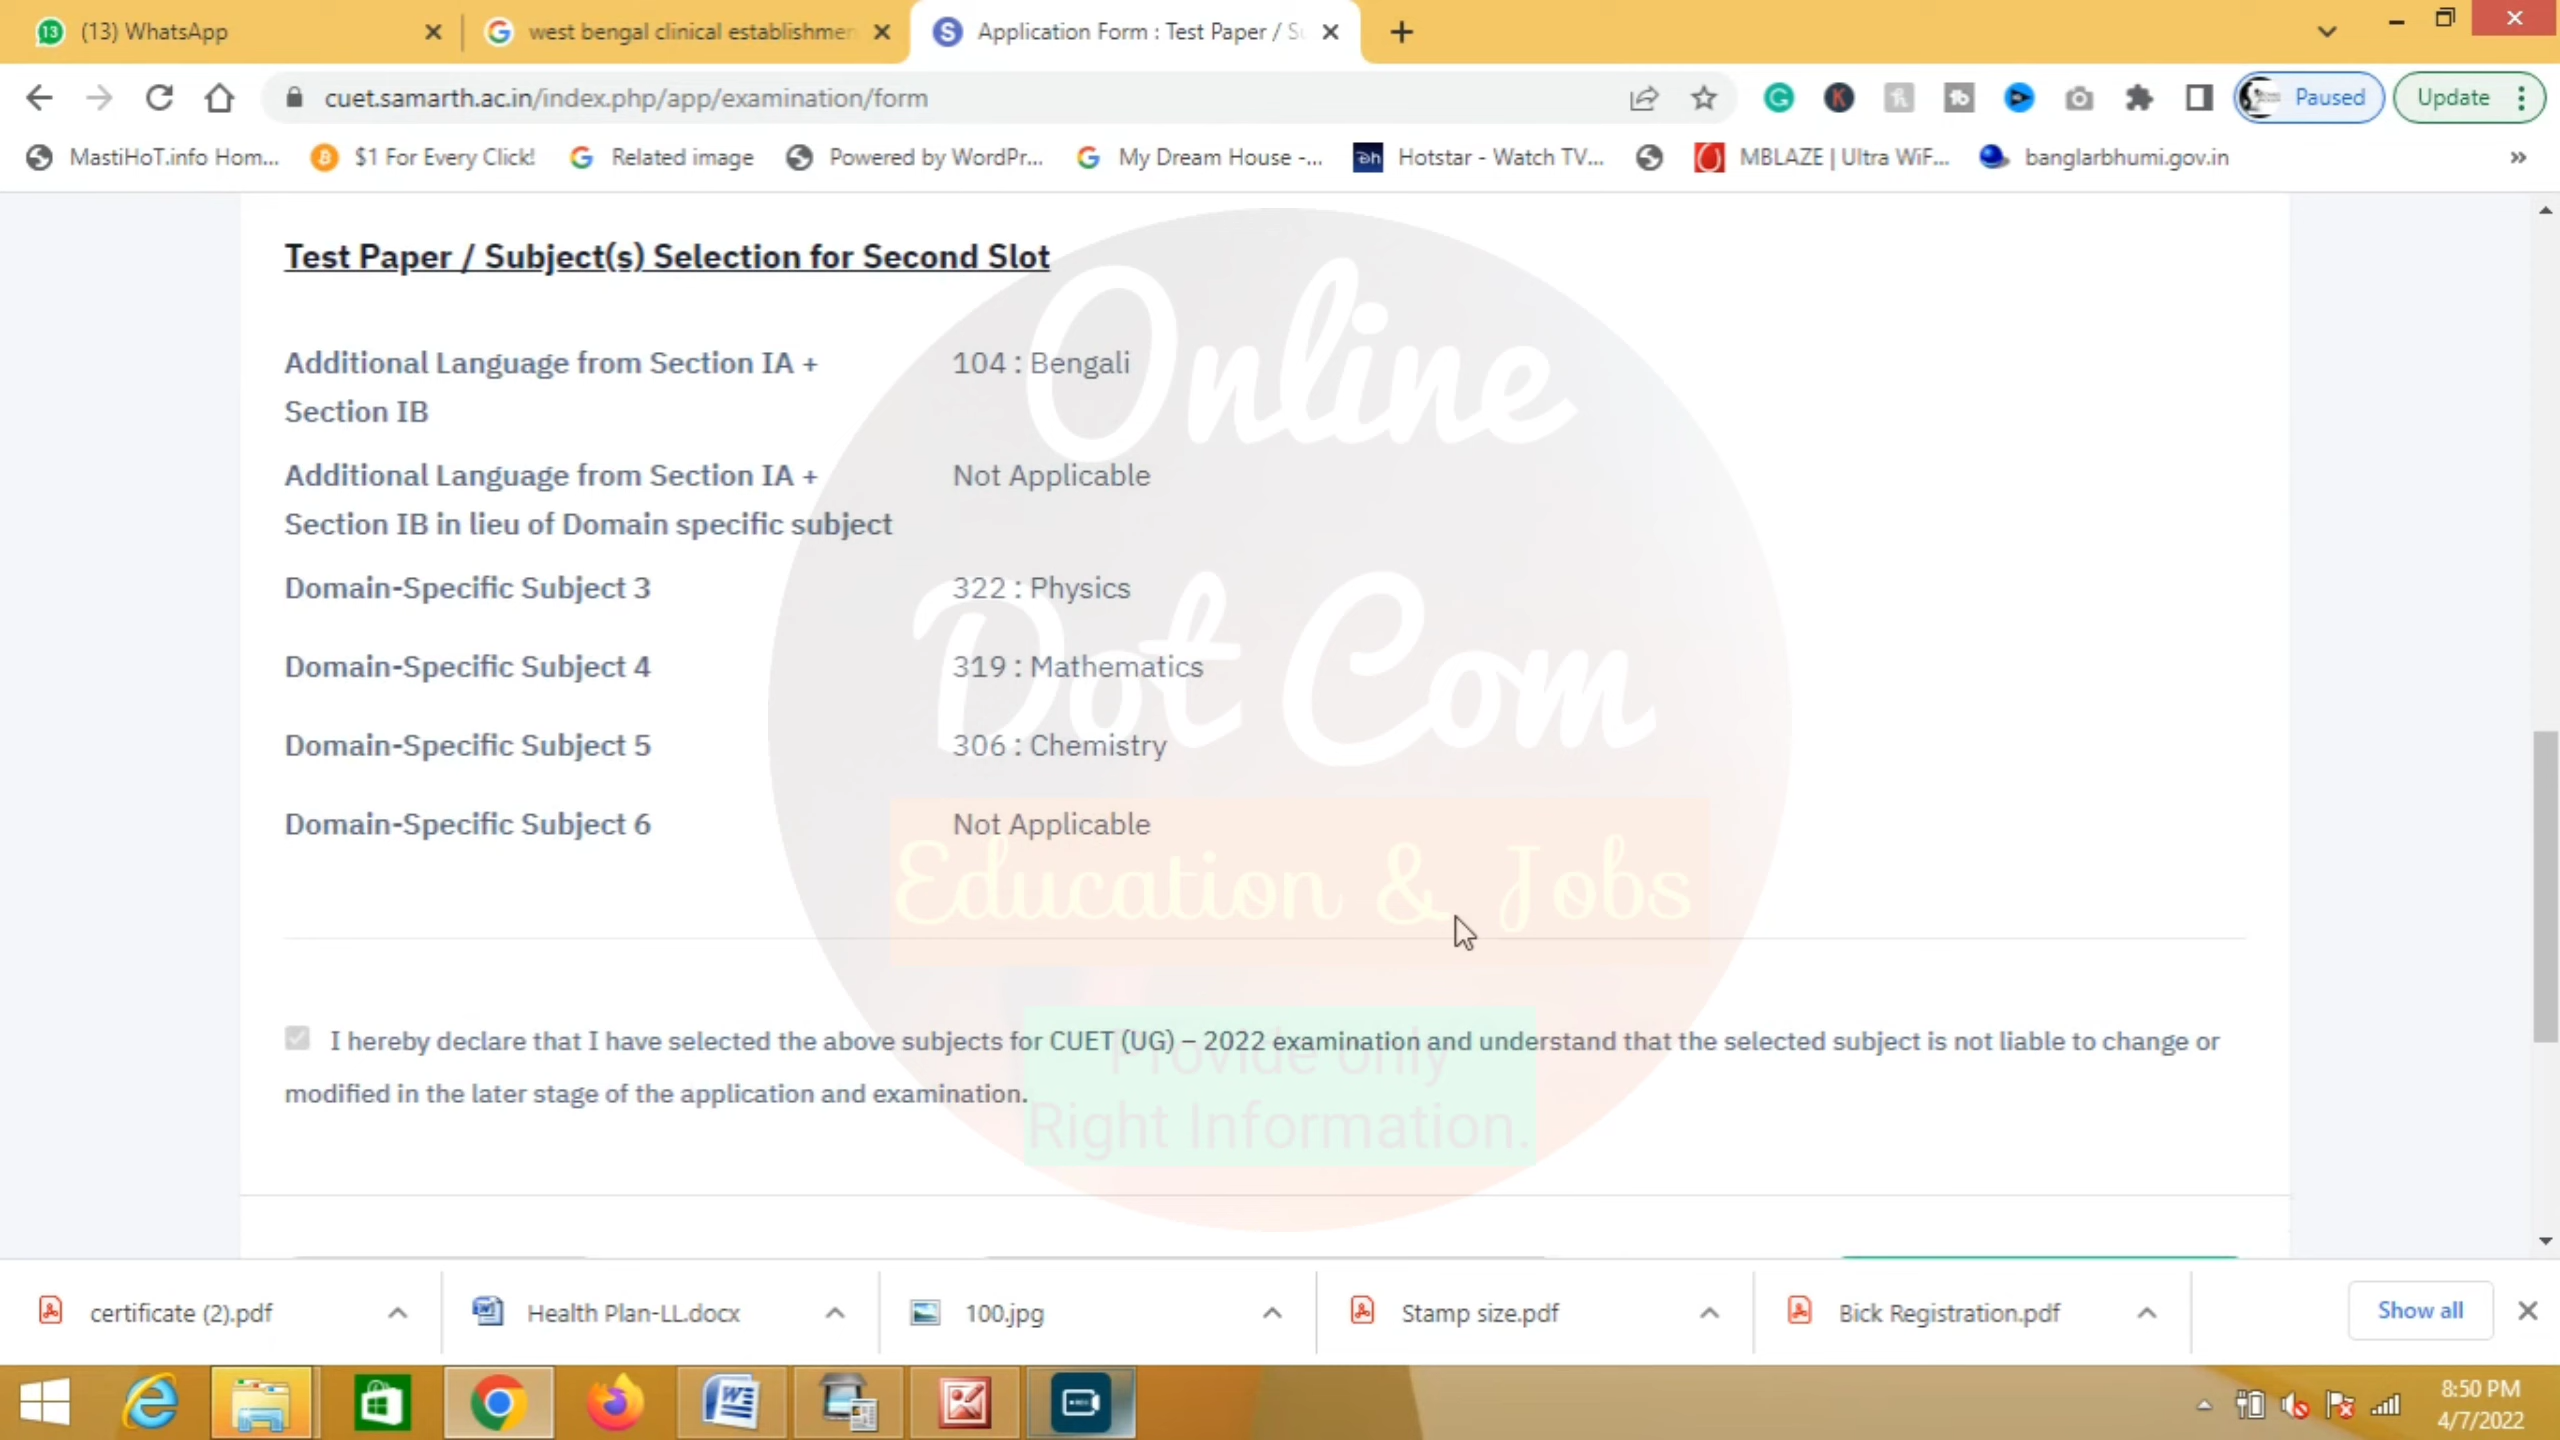 (13) WhatsApp
west bengal clinical establishmen
Application Form : Test Paper / Su
cuet.samarth.ac.in/index.php/app/examination/form
Paused
Update
MastiHoT.info Hom...
$1 For Every Click!
Related image
Powered by WordPr...
My Dream House -...
Hotstar - Watch TV...
MBLAZE | Ultra WiF...
banglarbhumi.gov.in
Test Paper / Subject(s) Selection for Second Slot
Additional Language from Section IA +
Section IB
104 : Bengali
Additional Language from Section IA +
Section IB in lieu of Domain specific subject
Not Applicable
Domain-Specific Subject 3
322 : Physics
Domain-Specific Subject 4
319 : Mathematics
Domain-Specific Subject 5
306 : Chemistry
Domain-Specific Subject 6
Not Applicable
Online
Dot Com
Education & Jobs
Provide only
Right Information.
I hereby declare that I have selected the above subjects for CUET (UG) – 2022 examination and understand that the selected subject is not liable to change or
modified in the later stage of the application and examination.
certificate (2).pdf
Health Plan-LL.docx
100.jpg
Stamp size.pdf
Bick Registration.pdf
Show all
8:50 PM
4/7/2022